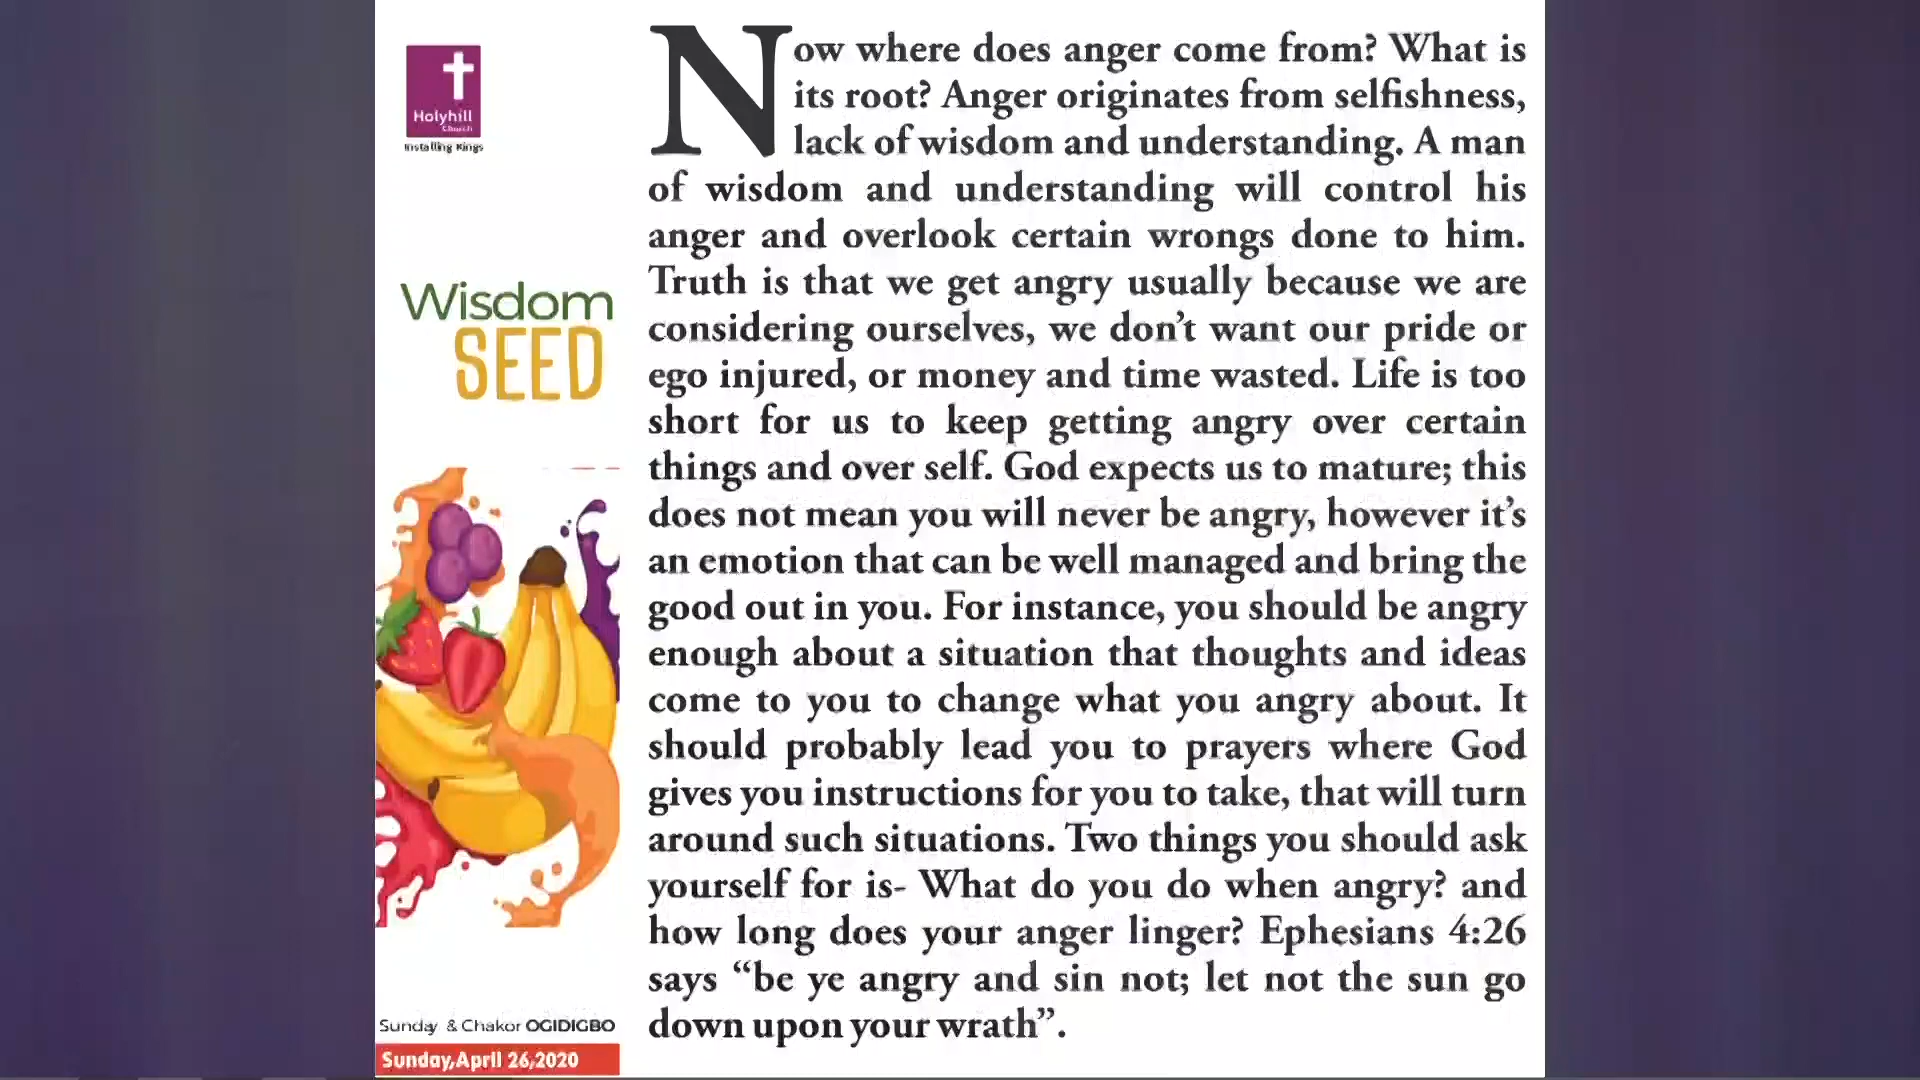 Holyhill
Church
Installing Kings
Wisdom
SEED
Sunday & Chakor OGIDIGBO
Sunday,April 26,2020
Now where does anger come from? What is
its root? Anger originates from selfishness,
lack of wisdom and understanding. A man
of wisdom and understanding will control his
anger and overlook certain wrongs done to him.
Truth is that we get angry usually because we are
considering ourselves, we don’t want our pride or
ego injured, or money and time wasted. Life is too
short for us to keep getting angry over certain
things and over self. God expects us to mature; this
does not mean you will never be angry, however it’s
an emotion that can be well managed and bring the
good out in you. For instance, you should be angry
enough about a situation that thoughts and ideas
come to you to change what you angry about. It
should probably lead you to prayers where God
gives you instructions for you to take, that will turn
around such situations. Two things you should ask
yourself for is- What do you do when angry? and
how long does your anger linger? Ephesians 4:26
says “be ye angry and sin not; let not the sun go
down upon your wrath”.